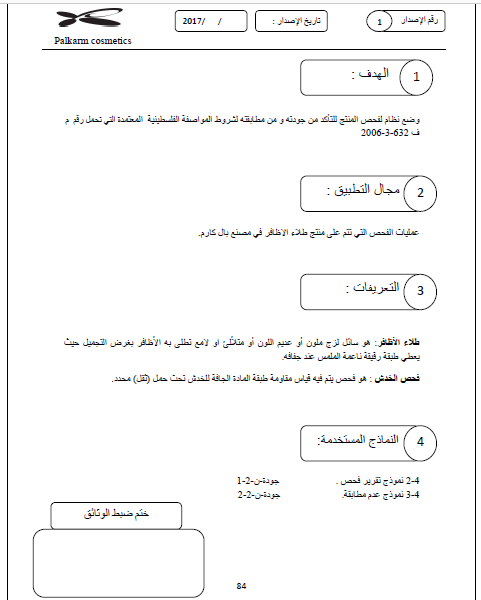 رقم الإصدار 1
تاريخ الإصدار :
/ /2017
Palkarm cosmetics
1 الهدف :
وضع نظام لفحص المنتج للتأكد من جودته و من مطابقته لشروط المواصفة الفلسطينية المعتمدة التي تحمل رقم م
ف 632-3-2006
2 مجال التطبيق :
عمليات الفحص التي تتم على منتج طلاء الاظافر في مصنع بال كارم.
3 التعريفات :
طلاء الأظافر: هو سائل لزج ملون أو عديم اللون أو متلألئ او لامع تطلى به الأظافر بغرض التجميل حيث
يعطي طبقة رقيقة ناعمة الملمس عند جفافه.
فحص الخدش : هو فحص يتم فيه قياس مقاومة طبقة المادة الجافة للخدش تحت حمل (ثقل) محدد.
4 النماذج المستخدمة:
2-4 نموذج تقرير فحص . جودة-ن-2-1
3-4 نموذج عدم مطابقة. جودة-ن-2-2
ختم ضبط الوثائق
84